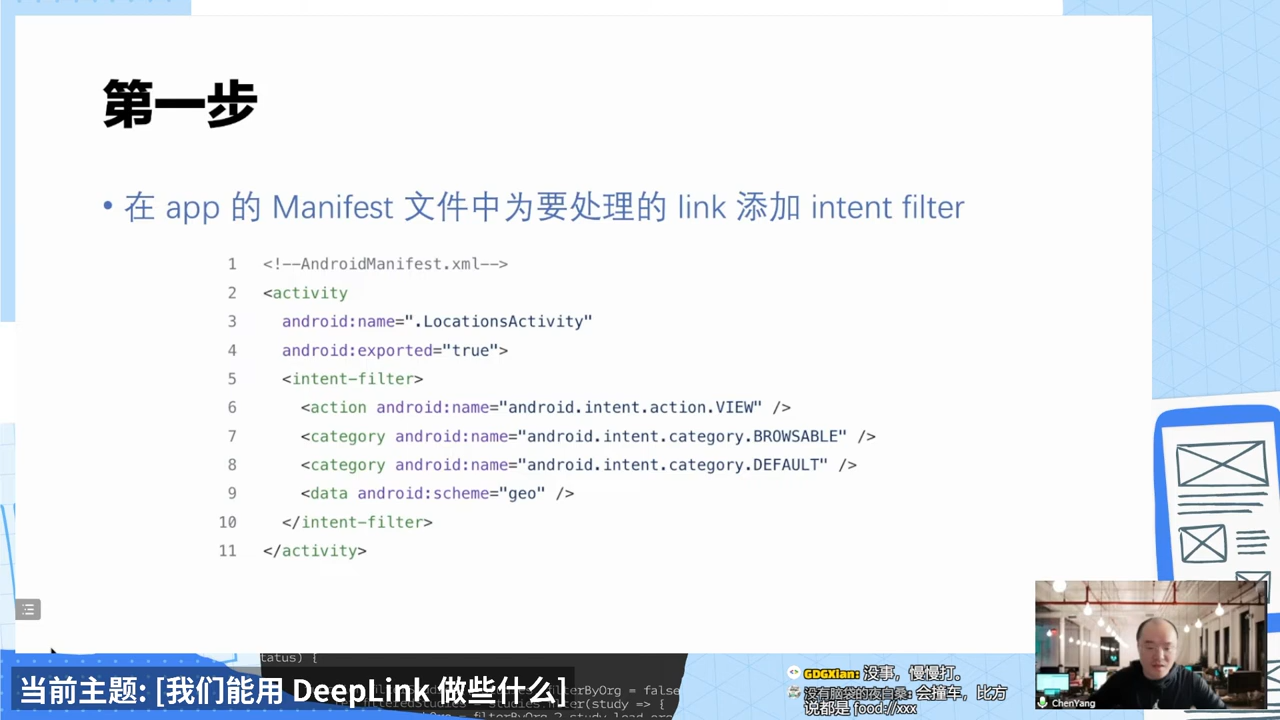 第一步
• 在 app 的 Manifest 文件中为要处理的 link 添加 intent filter
1 <!--AndroidManifest.xml-->
2 <activity
3 android:name=".LocationsActivity"
4 android:exported="true">
5 <intent-filter>
6 <action android:name="android.intent.action.VIEW" />
7 <category android:name="android.intent.category.BROWSABLE" />
8 <category android:name="android.intent.category.DEFAULT" />
9 <data android:scheme="geo" />
10 </intent-filter>
11 </activity>
tatus) {
当前主题: [我们能用 DeepLink 做些什么]
GDGXian: 没事，慢慢打。
没有脑袋的夜自乘: 会撞车，比方
说都是 food://xxx
ChenYang